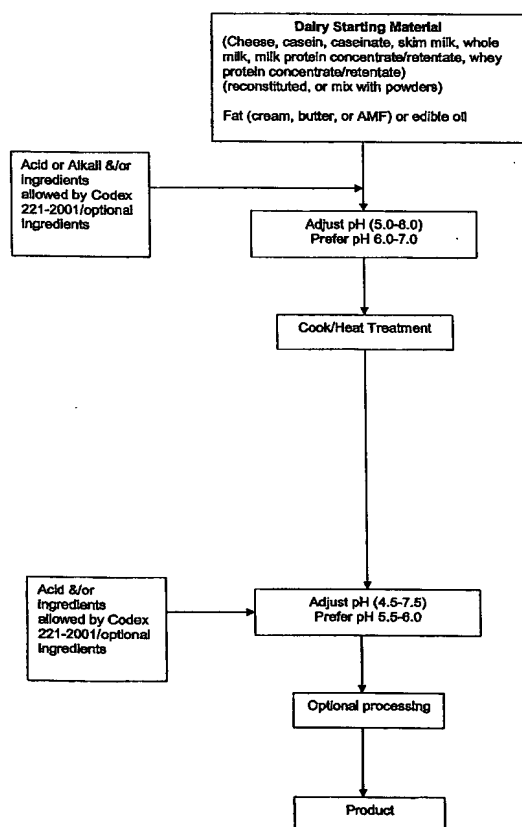 Dairy Starting Material
(Cheese, casein, caseinate, skim milk, whole
milk, milk protein concentrate/retentate, whey
protein concentrate/retentate)
(reconstituted, or mix with powders)
Fat (cream, butter, or AMF) or edible oil
Acid or Alkali &/or
ingredients
allowed by Codex
221-2001/optional
ingredients
Adjust pH (5.0-8.0)
Prefer pH 6.0-7.0
Cook/Heat Treatment
Acid &/or
ingredients
allowed by Codex
221-2001/optional
ingredients
Adjust pH (4.5-7.5)
Prefer pH 5.5-6.0
Optional processing
Product